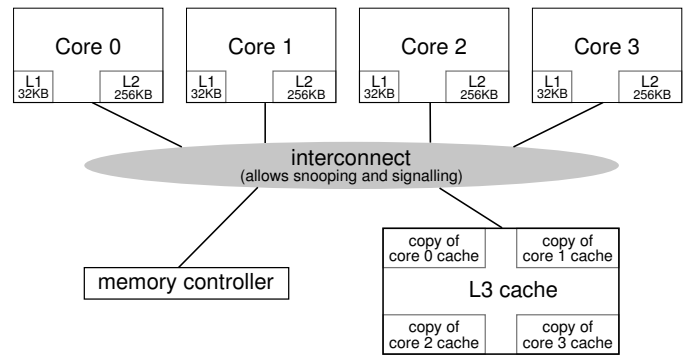 Core 0
L1
32KB
L2
256KB
Core 1
L1
32KB
L2
256KB
Core 2
L1
32KB
L2
256KB
Core 3
L1
32KB
L2
256KB
interconnect
(allows snooping and signalling)
memory controller
copy of
core 0 cache
copy of
core 1 cache
L3 cache
copy of
core 2 cache
copy of
core 3 cache